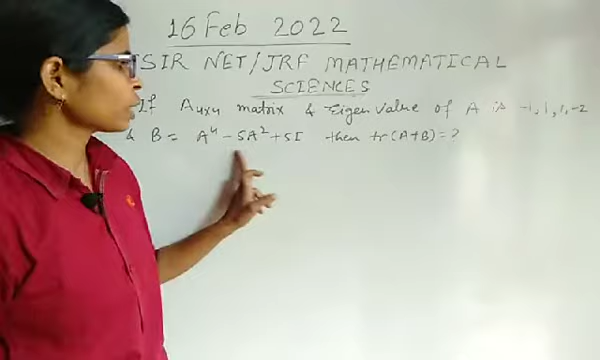 16 Feb 2022
SIR NET/JRF MATHEMATICAL
SCIENCES
If A4x4 matrix & Eigen value of A is -1, 1, 1, -2
& B = A⁴ - 5A² + 5I then tr(A+B) = ?